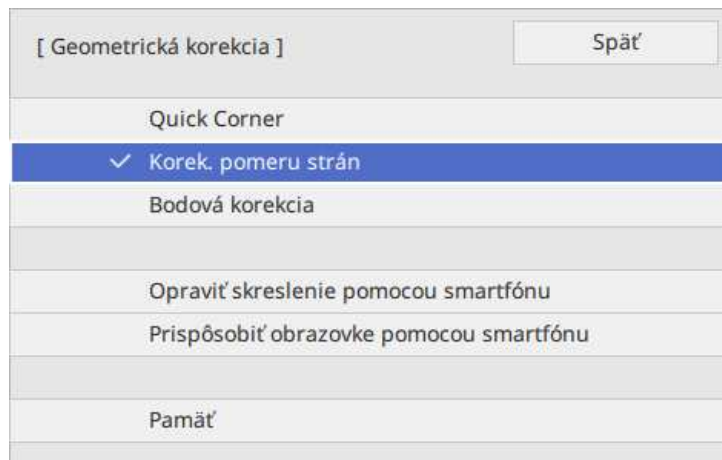 [ Geometrická korekcia ]
Späť
Quick Corner
Korek. pomeru strán
Bodová korekcia
Opraviť skreslenie pomocou smartfónu
Prispôsobiť obrazovke pomocou smartfónu
Pamäť